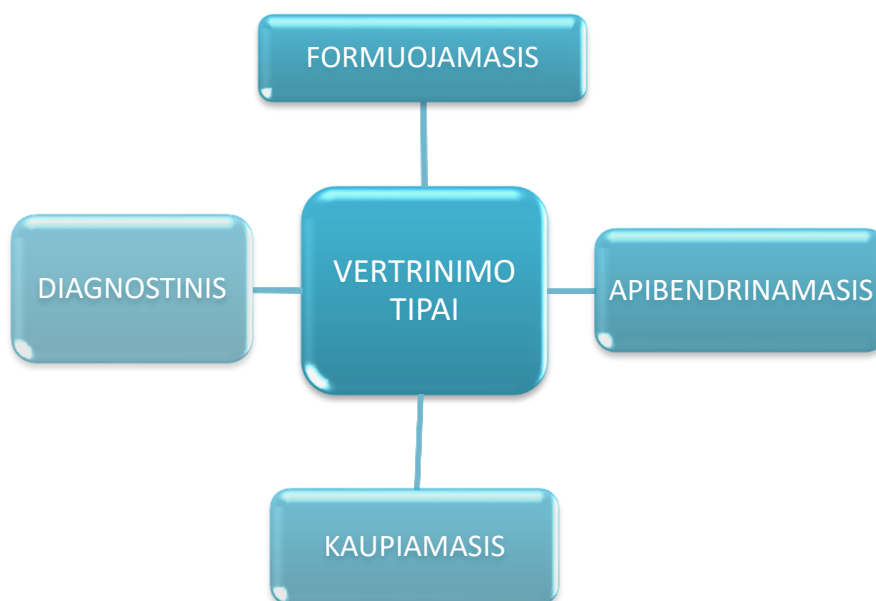 FORMUOJAMASIS
DIAGNOSTINIS
VERTRINIMO
TIPAI
APIBENDRINAMASIS
KAUPIAMASIS